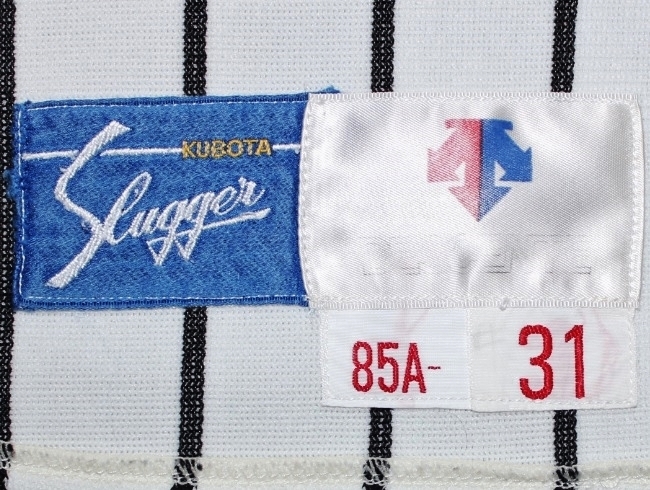 KUBOTA
Slugger
85A-
31